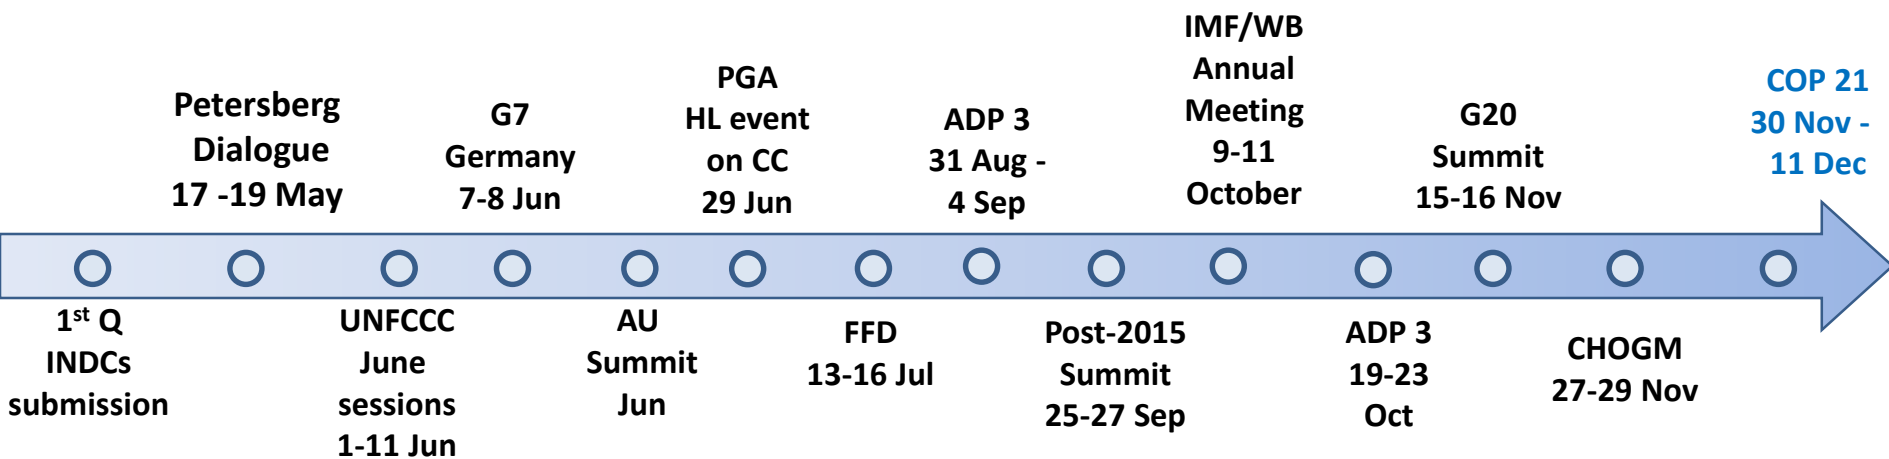 1st Q
INDCs
submission
Petersberg
Dialogue
17 -19 May
UNFCCC
June
sessions
1-11 Jun
G7
Germany
7-8 Jun
AU
Summit
Jun
PGA
HL event
on CC
29 Jun
FFD
13-16 Jul
ADP 3
31 Aug -
4 Sep
Post-2015
Summit
25-27 Sep
IMF/WB
Annual
Meeting
9-11
October
ADP 3
19-23
Oct
G20
Summit
15-16 Nov
CHOGM
27-29 Nov
COP 21
30 Nov -
11 Dec